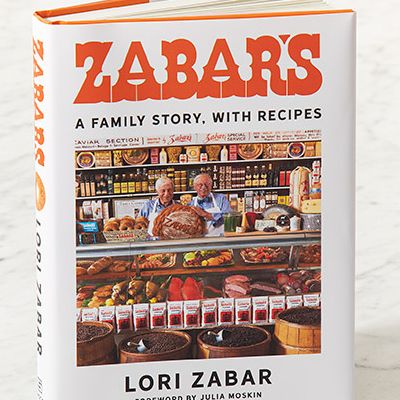 ZABAR'S
A FAMILY STORY, WITH RECIPES
CAVIAR SECTION
Zabar's
SPECIAL
SERVICE
LORI ZABAR
FOREWORD BY JULIA MOSKIN
ZABAR'S
LORI ZABAR